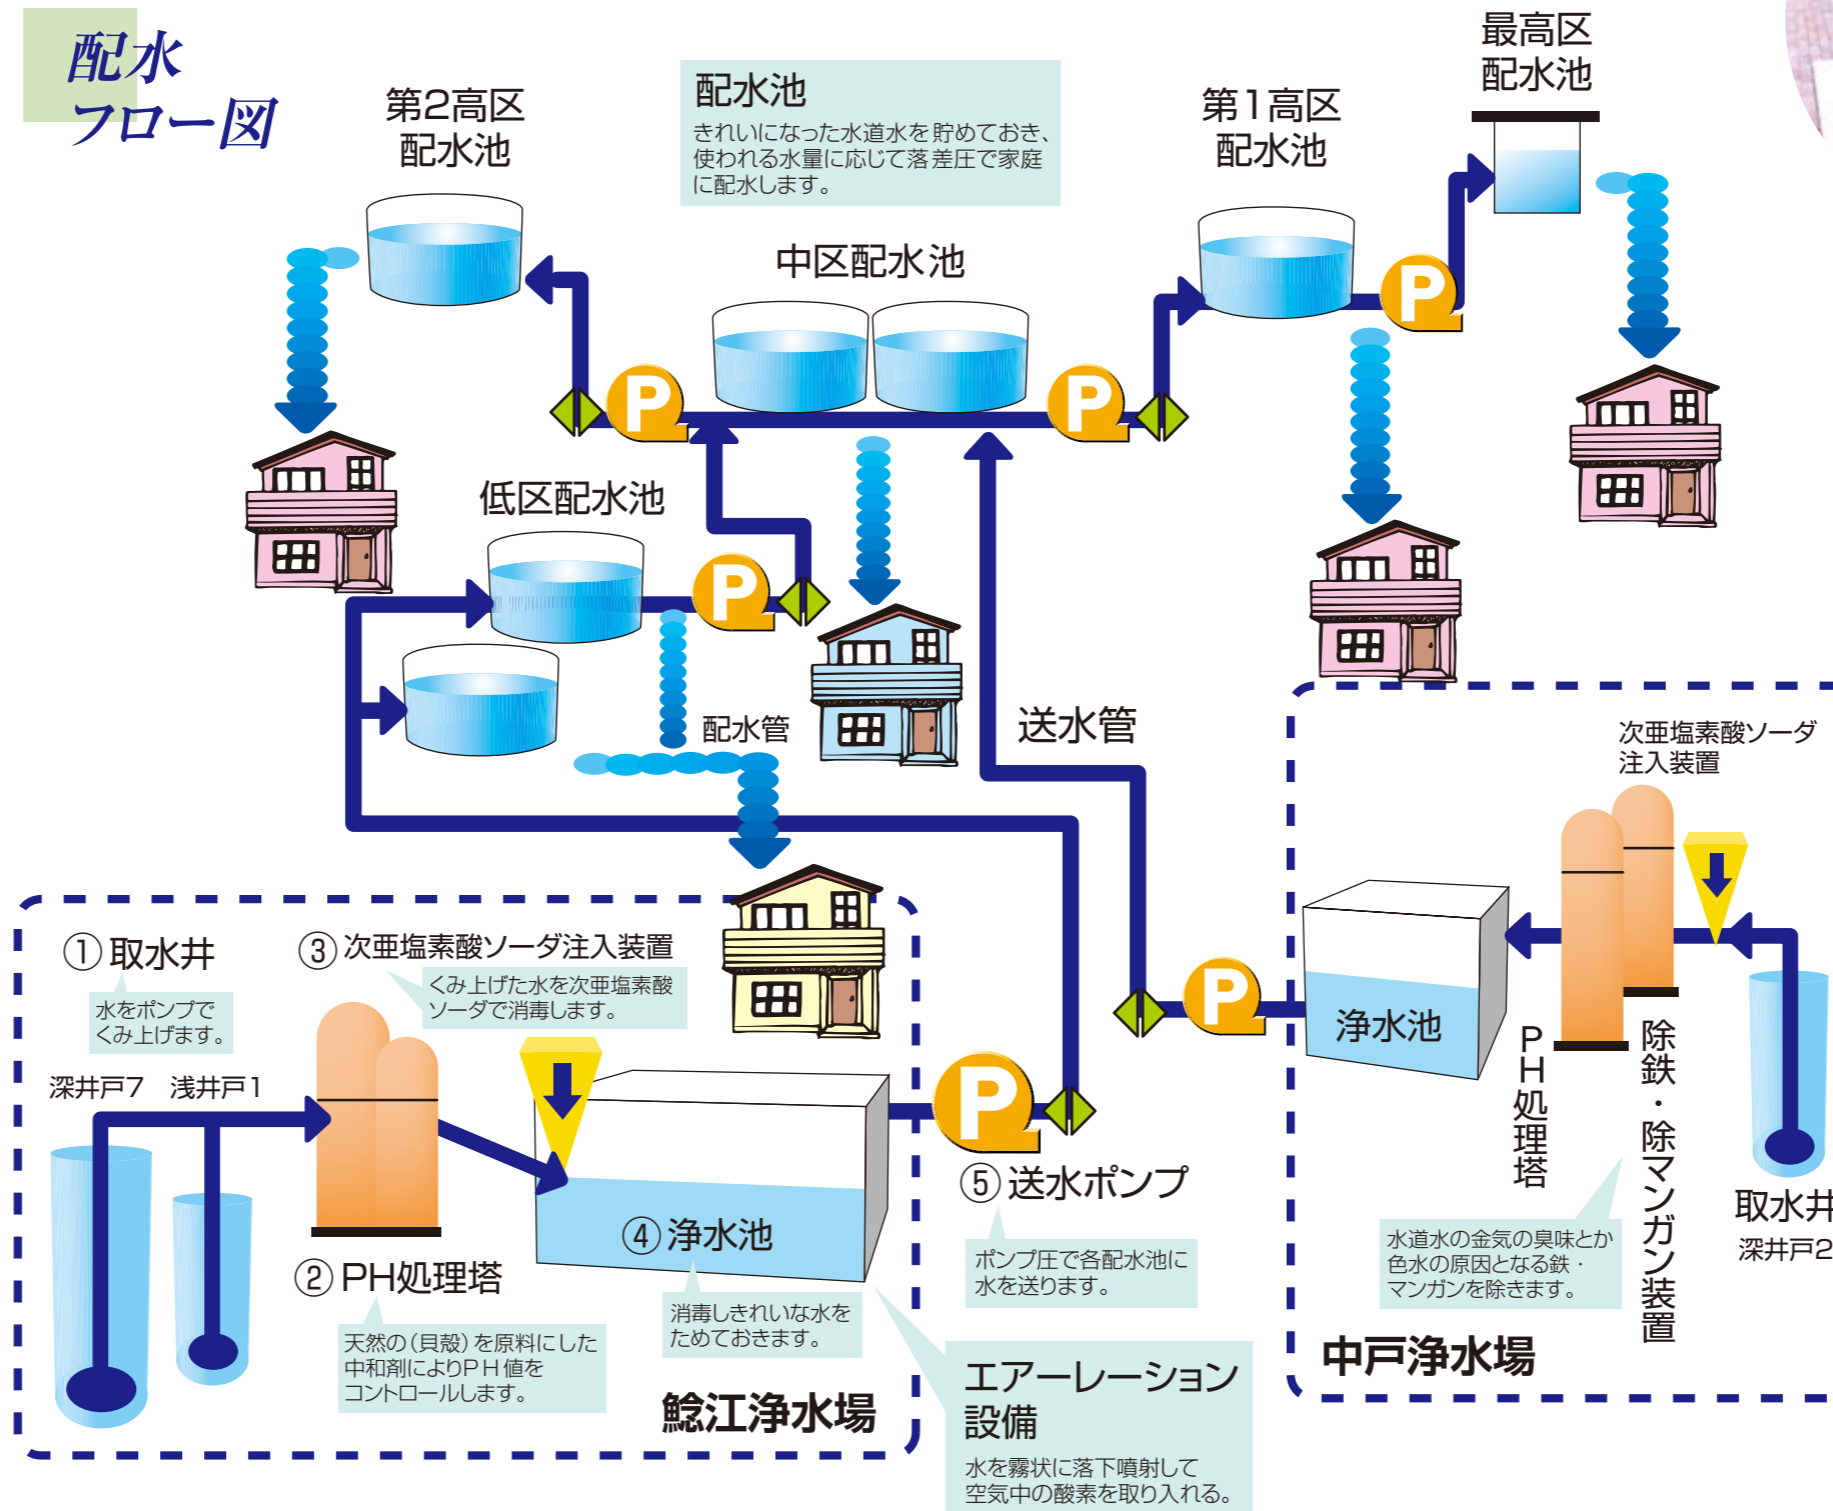 配水
フロー図
第2高区
配水池
配水池
きれいになった水道水を貯めておき、
使われる水量に応じて落差圧で家庭
に配水します。
第1高区
配水池
最高区
配水池
中区配水池
P
P
P
低区配水池
P
配水管
送水管
次亜塩素酸ソーダ
注入装置
① 取水井
水をポンプで
くみ上げます。
③ 次亜塩素酸ソーダ注入装置
くみ上げた水を次亜塩素酸
ソーダで消毒します。
深井戸7 浅井戸1
P
P
浄水池
PH処理塔
除鉄・除マンガン装置
④ 浄水池
⑤ 送水ポンプ
ポンプ圧で各配水池に
水を送ります。
水道水の金気の臭味とか
色水の原因となる鉄・
マンガンを除きます。
取水井
深井戸2
② PH処理塔
天然の（貝殻）を原料にした
中和剤によりPH値を
コントロールします。
消毒しきれいな水を
ためておきます。
鯰江浄水場
エアーレーション
設備
水を霧状に落下噴射して
空気中の酸素を取り入れる。
中戸浄水場